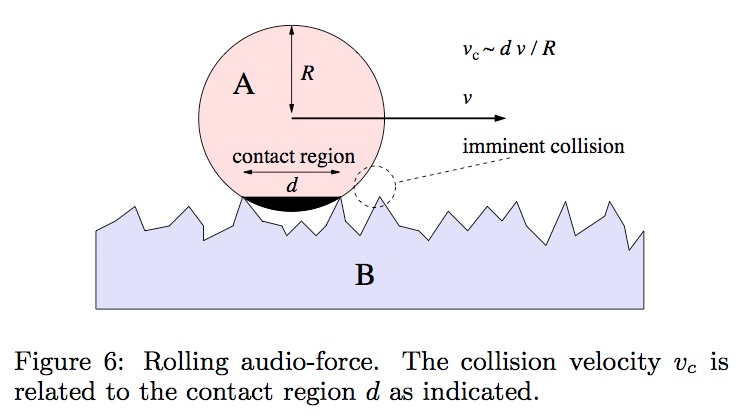 A
R
v_c ~ d v / R
v
imminent collision
contact region
d
B
Figure 6: Rolling audio-force. The collision velocity v_c is
related to the contact region d as indicated.